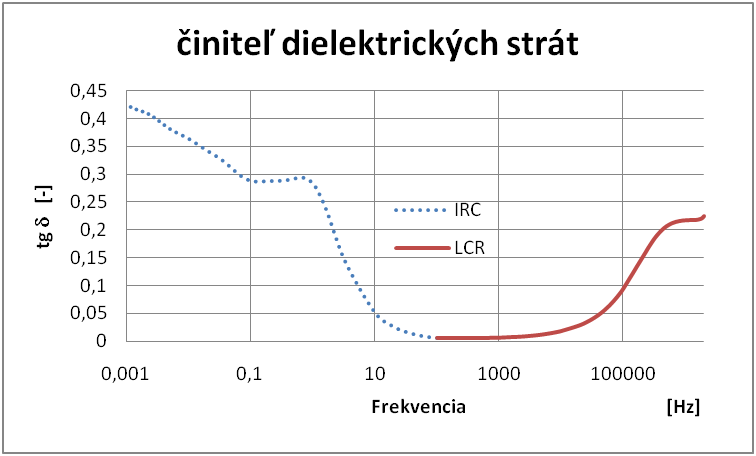 činiteľ dielektrických strát
0,45
0,4
0,35
0,3
0,25
0,2
0,15
0,1
0,05
0
tg δ [-]
IRC
LCR
0,001 0,1 10 1000 100000
Frekvencia [Hz]